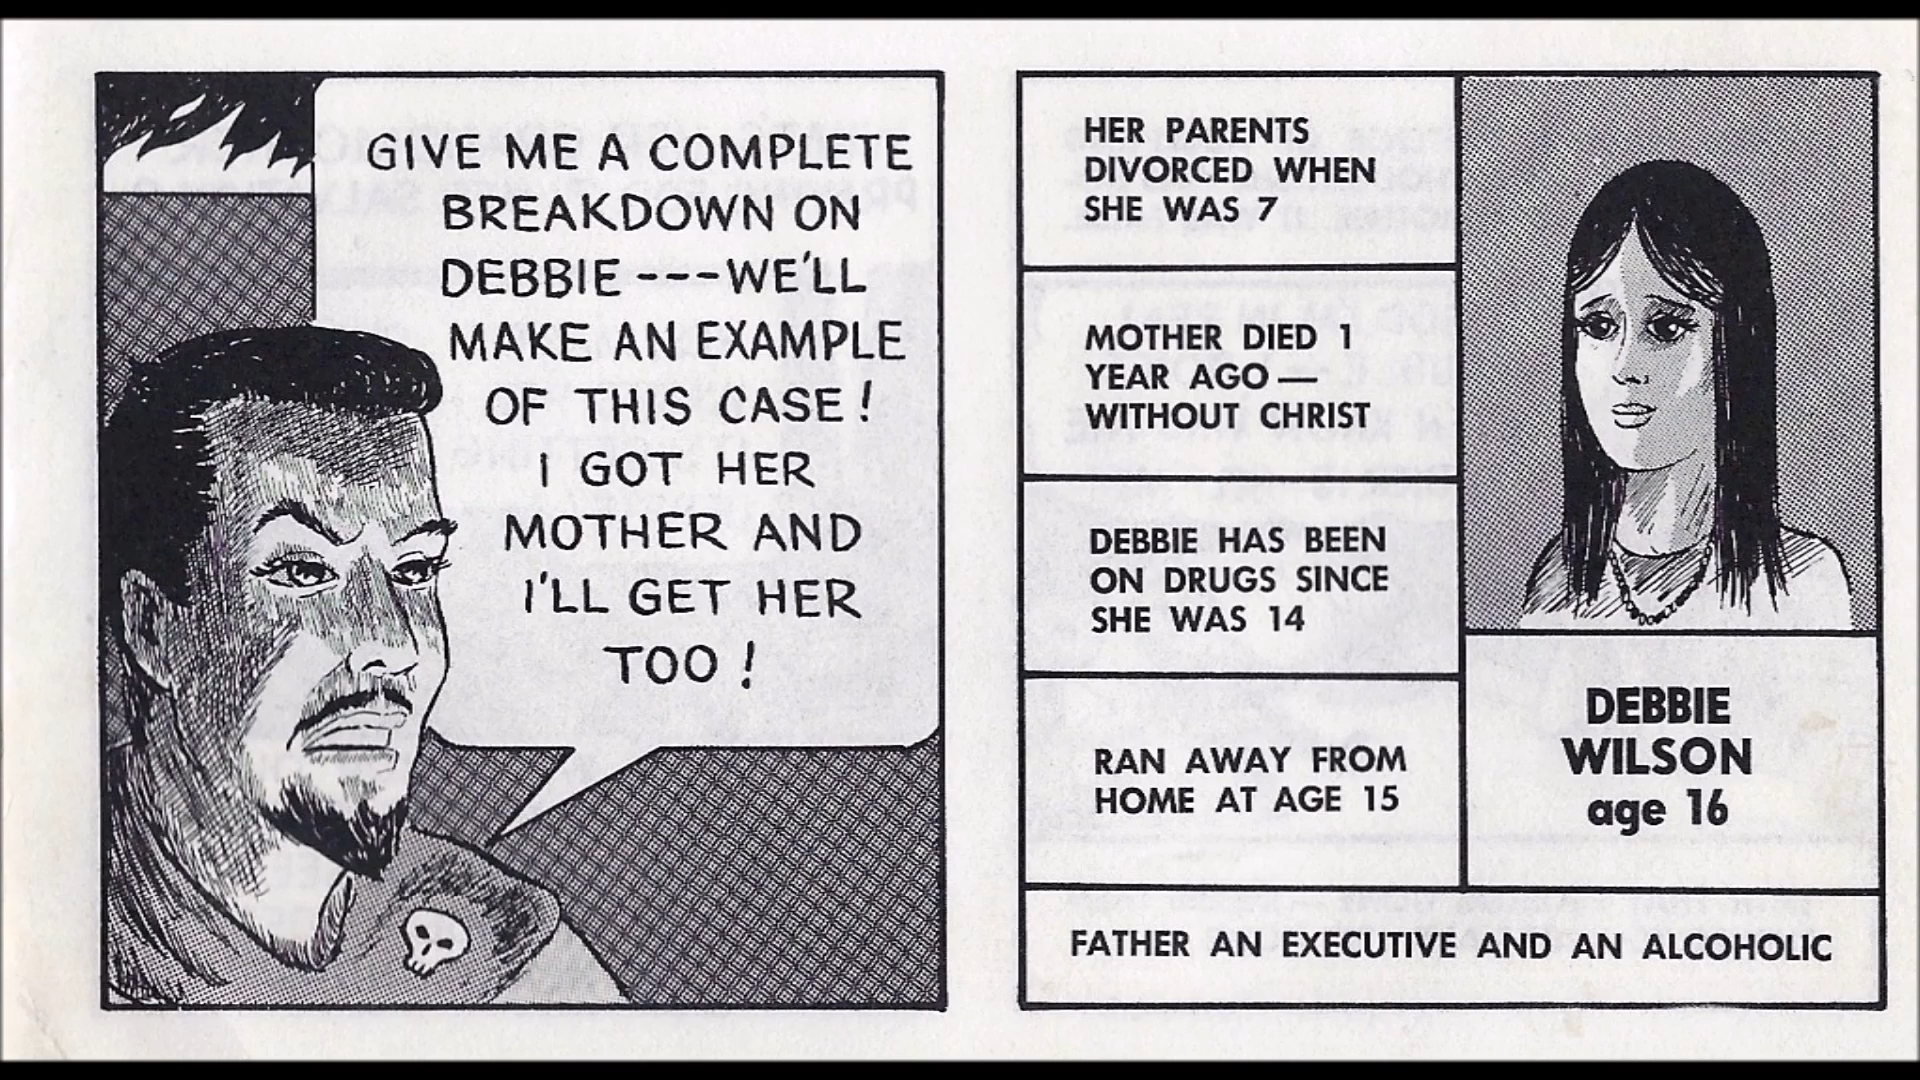 GIVE ME A COMPLETE
BREAKDOWN ON
DEBBIE ---WE'LL
MAKE AN EXAMPLE
OF THIS CASE!
I GOT HER
MOTHER AND
I'LL GET HER
TOO!
HER PARENTS
DIVORCED WHEN
SHE WAS 7
MOTHER DIED 1
YEAR AGO —
WITHOUT CHRIST
DEBBIE HAS BEEN
ON DRUGS SINCE
SHE WAS 14
RAN AWAY FROM
HOME AT AGE 15
DEBBIE
WILSON
age 16
FATHER AN EXECUTIVE AND AN ALCOHOLIC